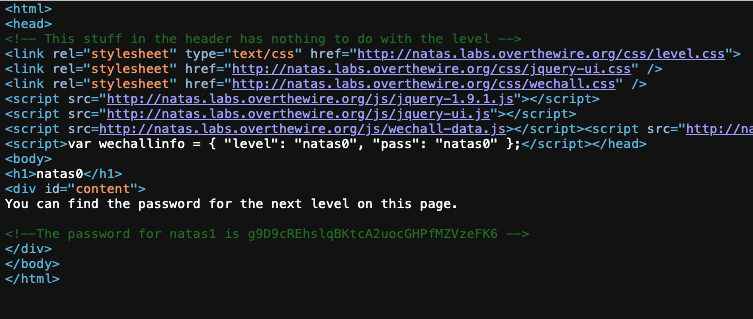 <html>
<head>
<!-- This stuff in the header has nothing to do with the level -->
<link rel="stylesheet" type="text/css" href="http://natas.labs.overthewire.org/css/level.css">
<link rel="stylesheet" href="http://natas.labs.overthewire.org/css/jquery-ui.css" />
<link rel="stylesheet" href="http://natas.labs.overthewire.org/css/wechall.css" />
<script src="http://natas.labs.overthewire.org/js/jquery-1.9.1.js"></script>
<script src="http://natas.labs.overthewire.org/js/jquery-ui.js"></script>
<script src=http://natas.labs.overthewire.org/js/wechall-data.js></script><script src="http://na
<script>var wechallinfo = { "level": "natas0", "pass": "natas0" };</script></head>
<body>
<h1>natas0</h1>
<div id="content">
You can find the password for the next level on this page.
<!--The password for natas1 is g9D9cREhslqBKtcA2uocGHPfMZVzeFK6 -->
</div>
</body>
</html>